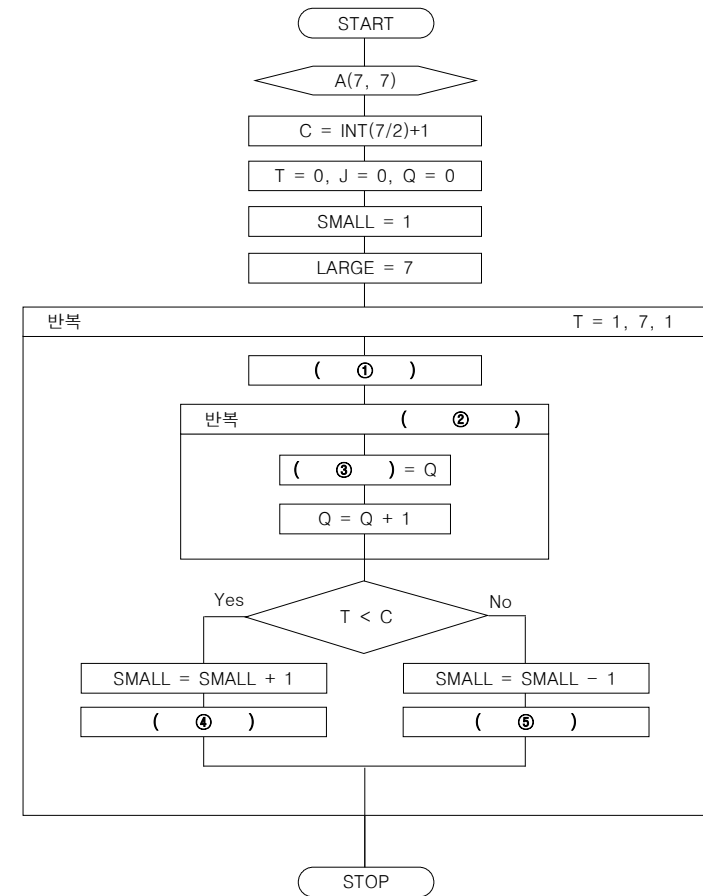 START
A(7, 7)
C = INT(7/2)+1
T = 0, J = 0, Q = 0
SMALL = 1
LARGE = 7
반복 T = 1, 7, 1
( ① )
반복 ( ② )
( ③ ) = Q
Q = Q + 1
Yes T < C No
SMALL = SMALL + 1 SMALL = SMALL - 1
( ④ ) ( ⑤ )
STOP